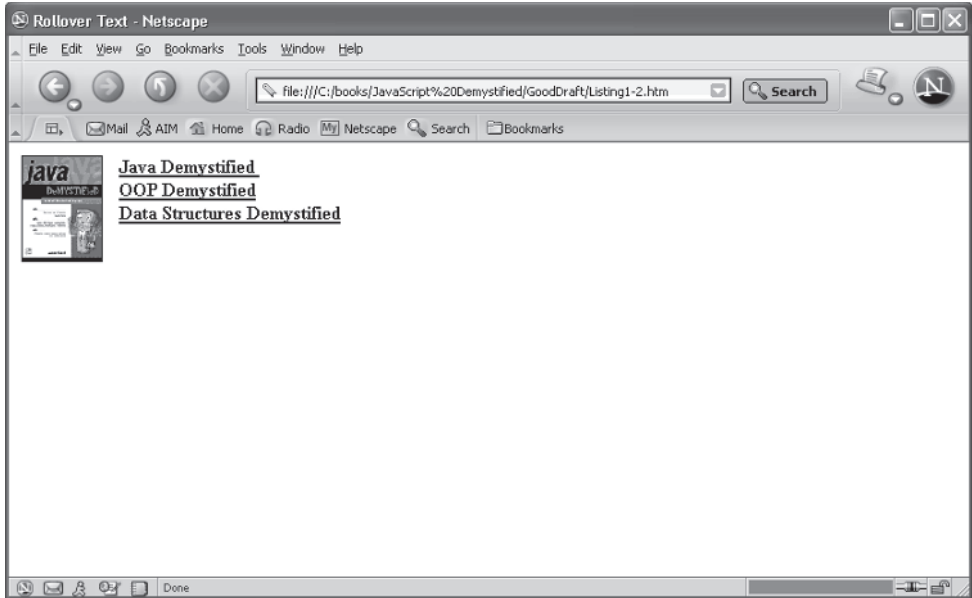 Rollover Text - Netscape
File Edit View Go Bookmarks Tools Window Help
file:///C:/books/JavaScript%20Demystified/GoodDraft/Listing1-2.htm
Search
N
Mail AIM Home Radio My Netscape Search Bookmarks
java
DeMYSTiFieD
Java Demystified
OOP Demystified
Data Structures Demystified
Done